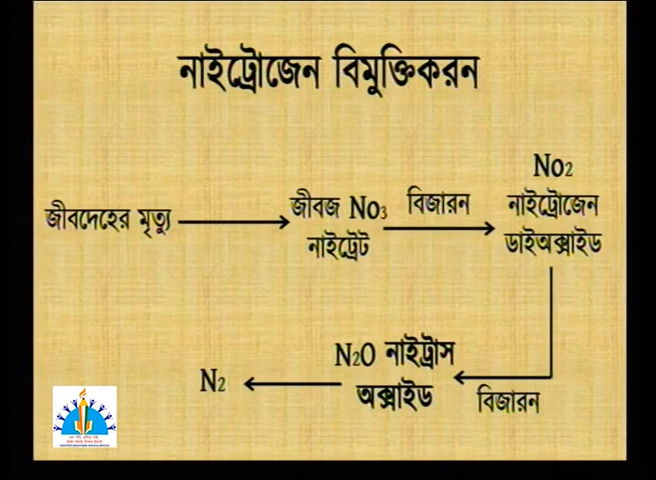 নাইট্রোজেন বিমুক্তিকরন
জীবদেহের মৃত্যু
জীবজ No3
নাইট্রেট
বিজারন
No2
নাইট্রোজেন
ডাইঅক্সাইড
বিজারন
N2O নাইট্রাস
অক্সাইড
N2